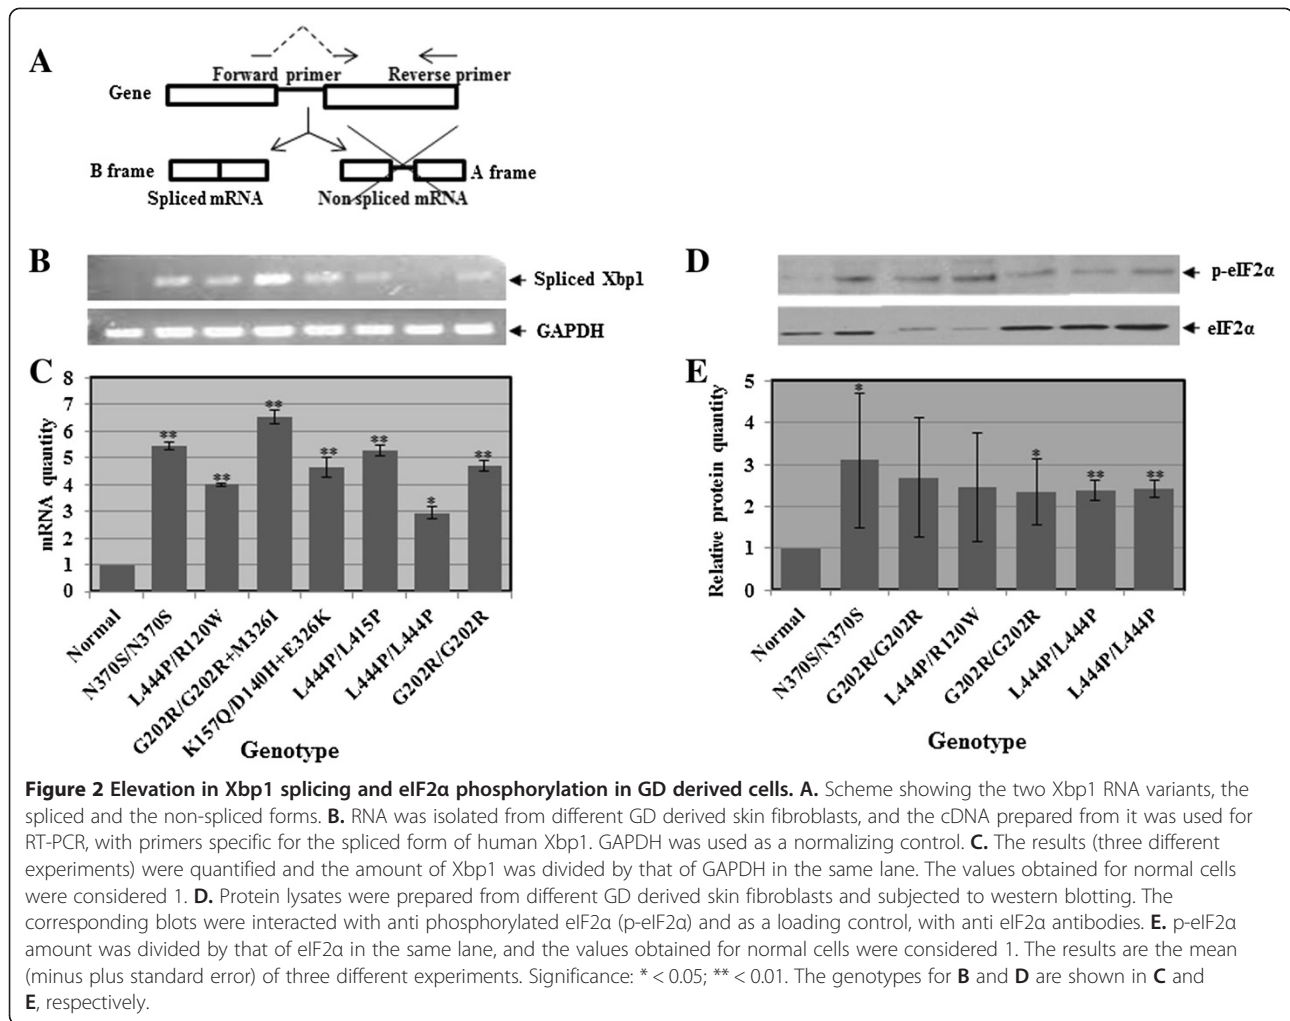 A
Forward primer
Reverse primer
Gene
B frame
A frame
Spliced mRNA
Non spliced mRNA
B
Spliced Xbp1
GAPDH
C
8
7
6
5
4
3
2
1
0
mRNA quantity
**
**
**
**
**
*
**
Normal
N370S/N370S
L444P/R120W
G202R/G202R+M326I
K157Q/D140H+E326K
L444P/L415P
L444P/L444P
G202R/G202R
Genotype
D
p-eIF2α
eIF2α
E
5
4
3
2
1
0
Relative protein quantity
*
*
**
**
Normal
N370S/N370S
G202R/G202R
L444P/R120W
G202R/G202R
L444P/L444P
L444P/L444P
Genotype
Figure 2 Elevation in Xbp1 splicing and eIF2α phosphorylation in GD derived cells. A. Scheme showing the two Xbp1 RNA variants, the
spliced and the non-spliced forms. B. RNA was isolated from different GD derived skin fibroblasts, and the cDNA prepared from it was used for
RT-PCR, with primers specific for the spliced form of human Xbp1. GAPDH was used as a normalizing control. C. The results (three different
experiments) were quantified and the amount of Xbp1 was divided by that of GAPDH in the same lane. The values obtained for normal cells
were considered 1. D. Protein lysates were prepared from different GD derived skin fibroblasts and subjected to western blotting. The
corresponding blots were interacted with anti phosphorylated eIF2α (p-eIF2α) and as a loading control, with anti eIF2α antibodies. E. p-eIF2α
amount was divided by that of eIF2α in the same lane, and the values obtained for normal cells were considered 1. The results are the mean
(minus plus standard error) of three different experiments. Significance: * < 0.05; ** < 0.01. The genotypes for B and D are shown in C and
E, respectively.